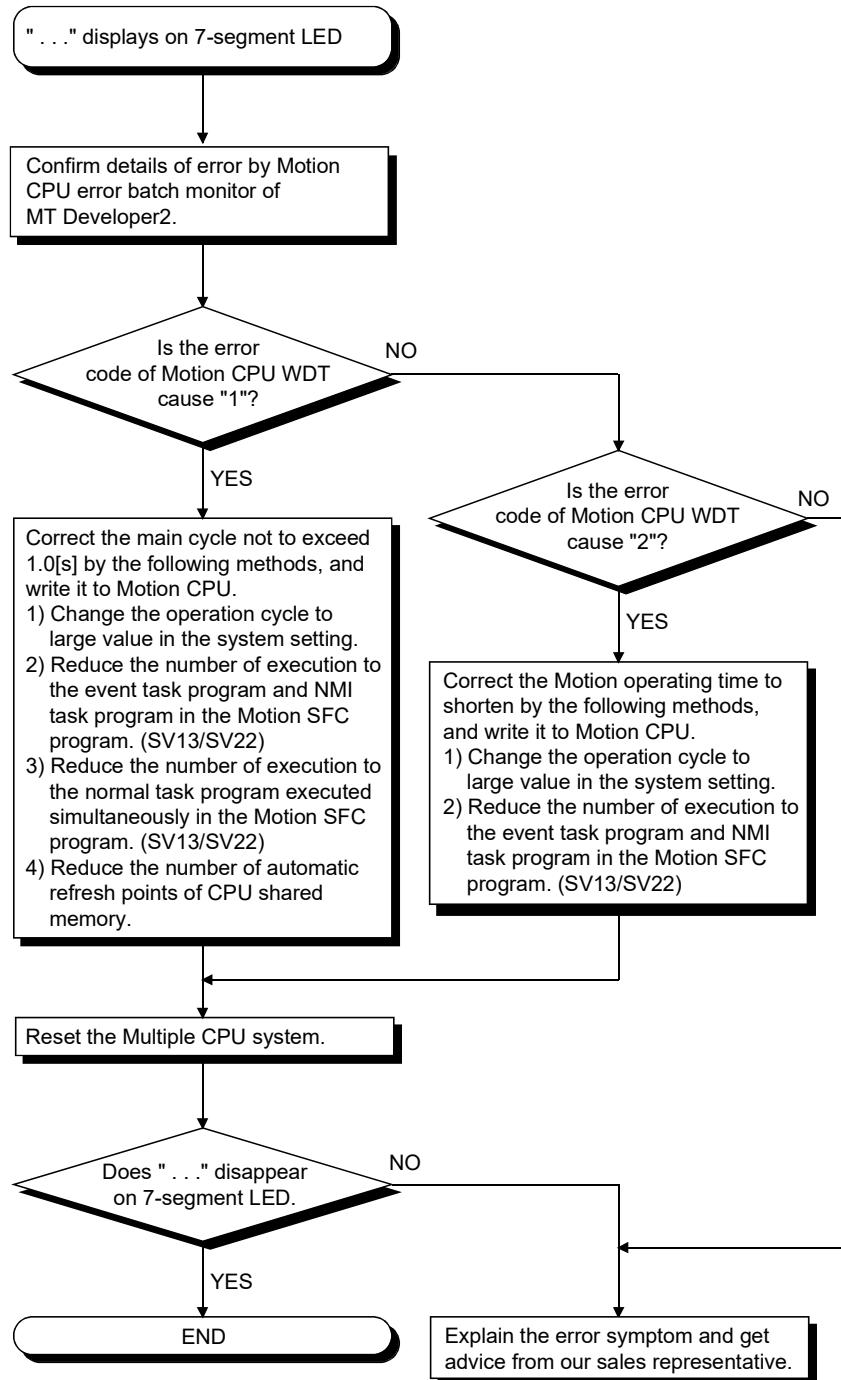 " . . ." displays on 7-segment LED
Confirm details of error by Motion
CPU error batch monitor of
MT Developer2.
Is the error
code of Motion CPU WDT
cause "1"?
NO
YES
Is the error
code of Motion CPU WDT
cause "2"?
NO
YES
Correct the main cycle not to exceed
1.0[s] by the following methods, and
write it to Motion CPU.
1) Change the operation cycle to
large value in the system setting.
2) Reduce the number of execution to
the event task program and NMI
task program in the Motion SFC
program. (SV13/SV22)
3) Reduce the number of execution to
the normal task program executed
simultaneously in the Motion SFC
program. (SV13/SV22)
4) Reduce the number of automatic
refresh points of CPU shared
memory.
Correct the Motion operating time to
shorten by the following methods,
and write it to Motion CPU.
1) Change the operation cycle to
large value in the system setting.
2) Reduce the number of execution to
the event task program and NMI
task program in the Motion SFC
program. (SV13/SV22)
Reset the Multiple CPU system.
Does " . . ." disappear
on 7-segment LED.
NO
YES
END
Explain the error symptom and get
advice from our sales representative.